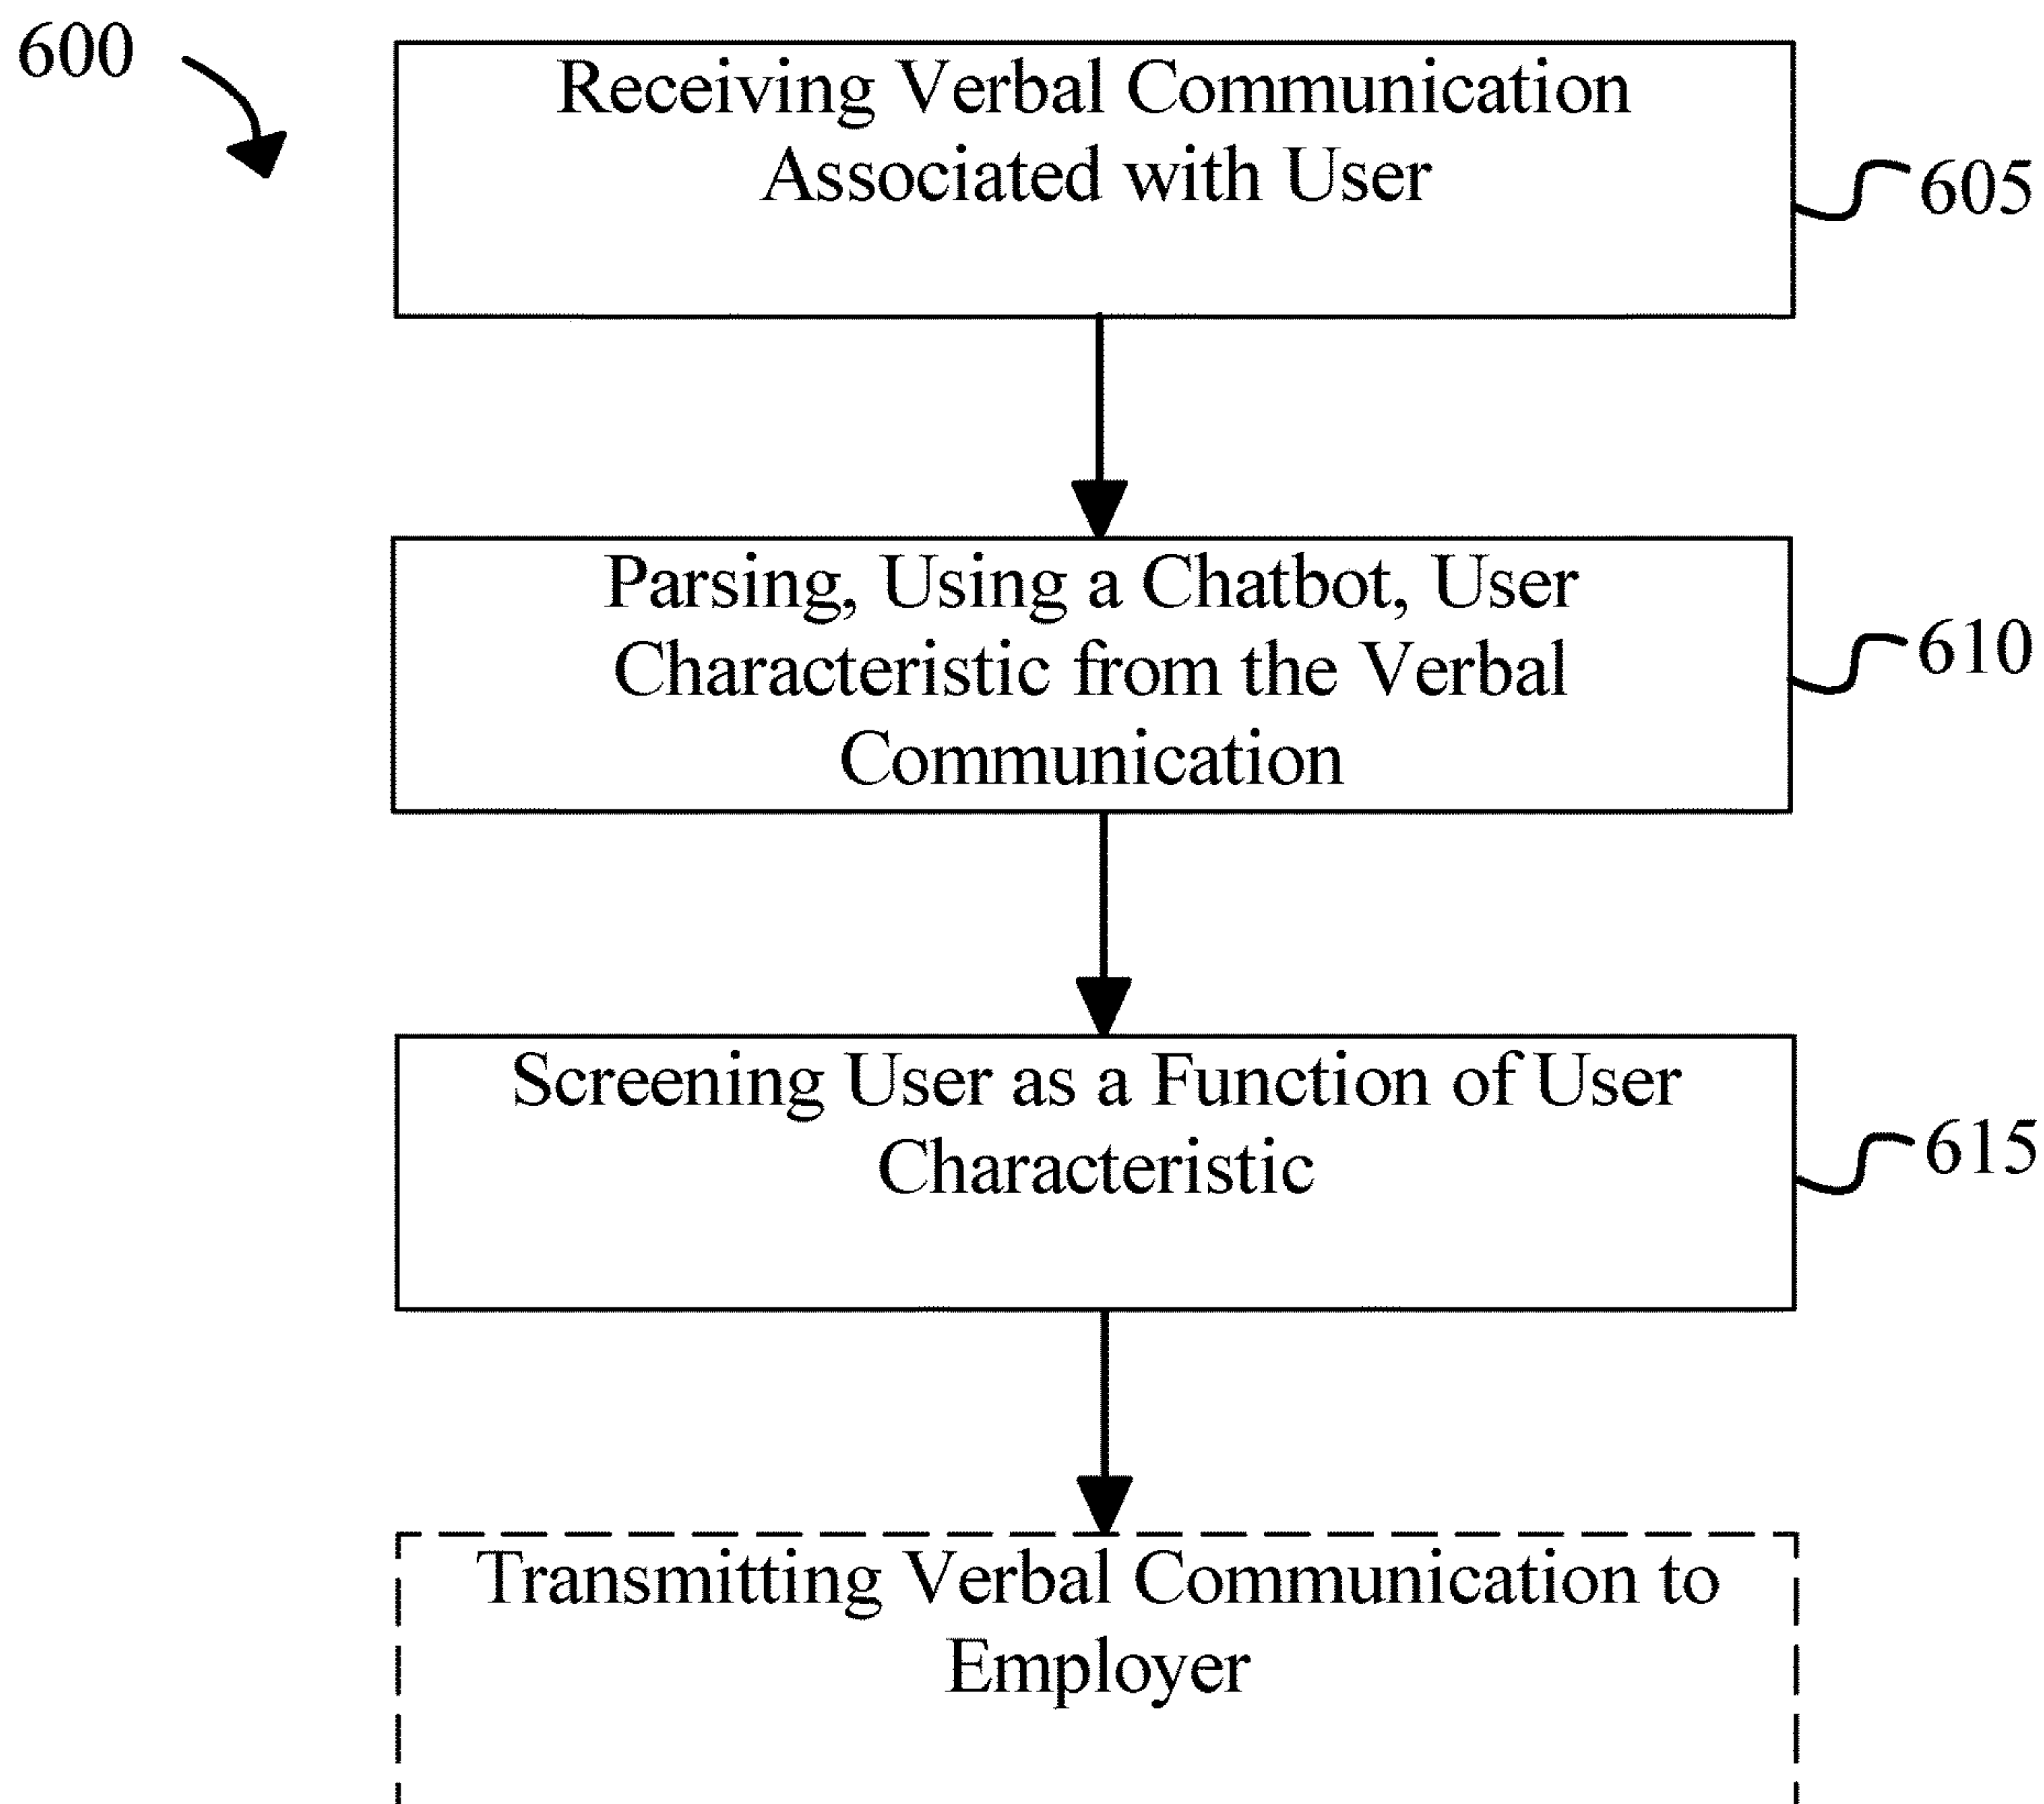 600
Receiving Verbal Communication
Associated with User
605
Parsing, Using a Chatbot, User
Characteristic from the Verbal
Communication
610
Screening User as a Function of User
Characteristic
615
Transmitting Verbal Communication to
Employer